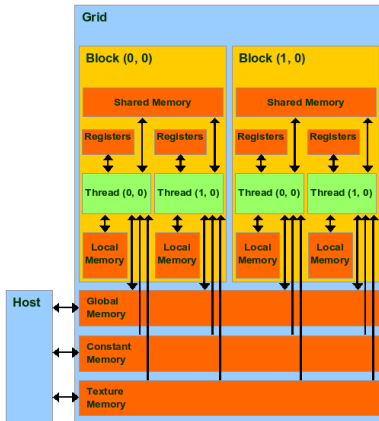 Grid
Block (0, 0)
Block (1, 0)
Shared Memory
Shared Memory
Registers
Registers
Registers
Registers
Thread (0, 0)
Thread (1, 0)
Thread (0, 0)
Thread (1, 0)
Local
Memory
Local
Memory
Local
Memory
Local
Memory
Host
Global
Memory
Constant
Memory
Texture
Memory